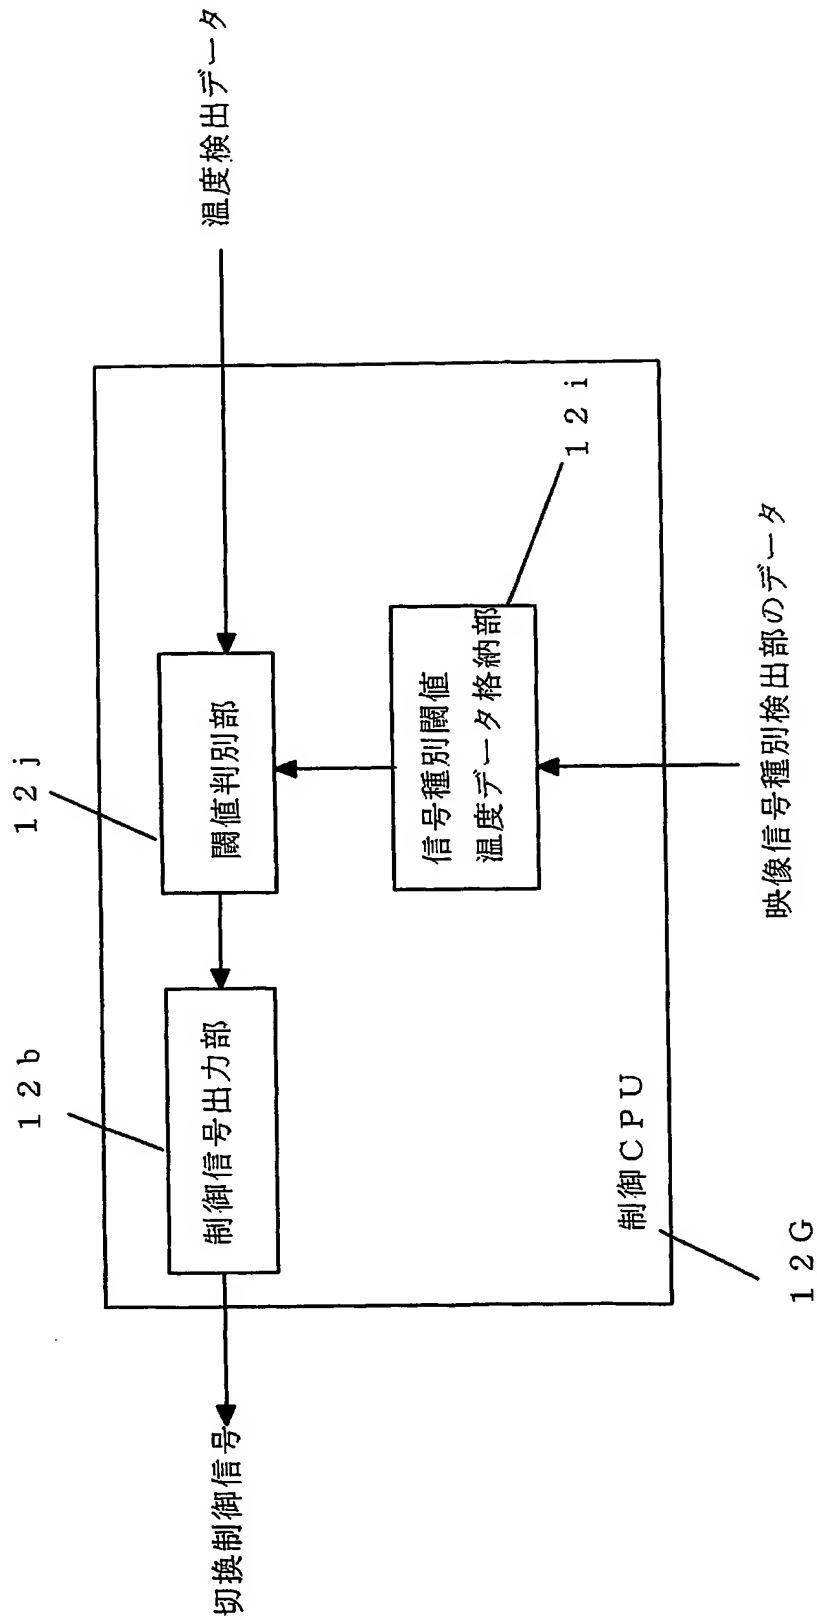 １２ｂ
１２ｊ
切換制御信号
制御信号出力部
閾値判別部
温度検出データ
信号種別閾値
温度データ格納部
１２ｉ
制御ＣＰＵ
１２Ｇ
映像信号種別検出部のデータ